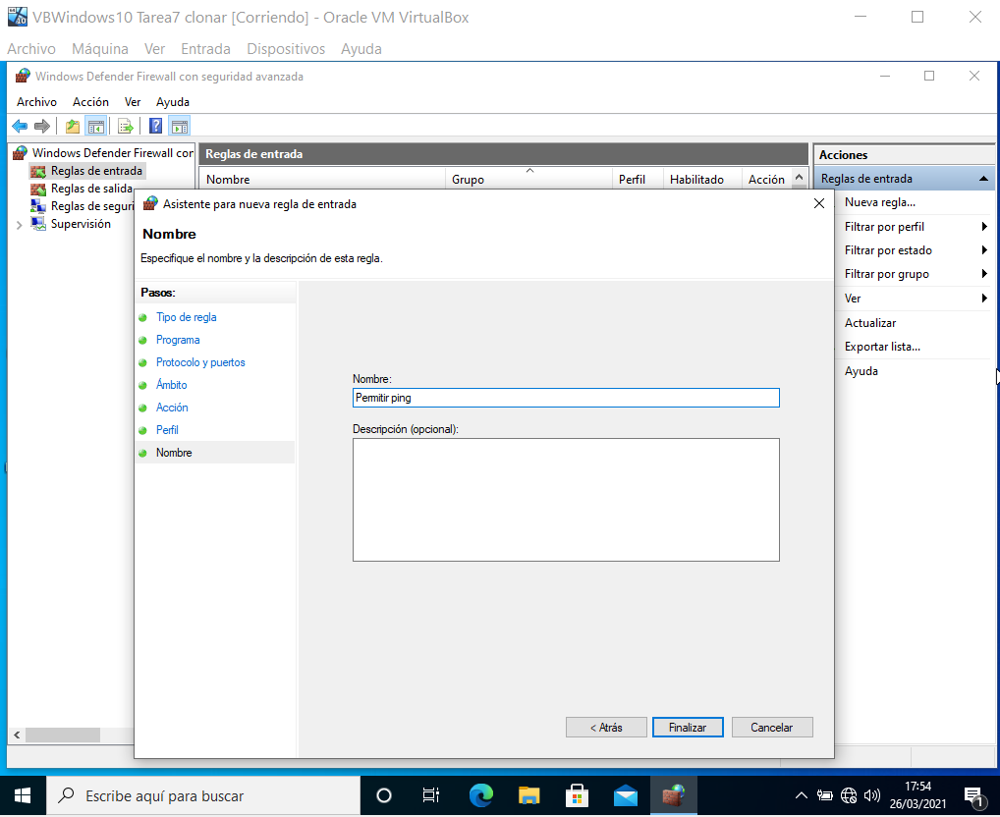 VBWindows10 Tarea7 clonar [Corriendo] - Oracle VM VirtualBox
Archivo Máquina Ver Entrada Dispositivos Ayuda
Windows Defender Firewall con seguridad avanzada
Archivo Acción Ver Ayuda
Windows Defender Firewall con
Reglas de entrada
Reglas de salida
Reglas de seguri
Supervisión
Reglas de entrada
Nombre Grupo Perfil Habilitado Acción
Acciones
Reglas de entrada
Nueva regla...
Filtrar por perfil
Filtrar por estado
Filtrar por grupo
Ver
Actualizar
Exportar lista...
Ayuda
Asistente para nueva regla de entrada
Nombre
Especifique el nombre y la descripción de esta regla.
Pasos:
Tipo de regla
Programa
Protocolo y puertos
Ámbito
Acción
Perfil
Nombre
Nombre:
Permitir ping
Descripción (opcional):
< Atrás Finalizar Cancelar
Escribe aquí para buscar
17:54
26/03/2021
1